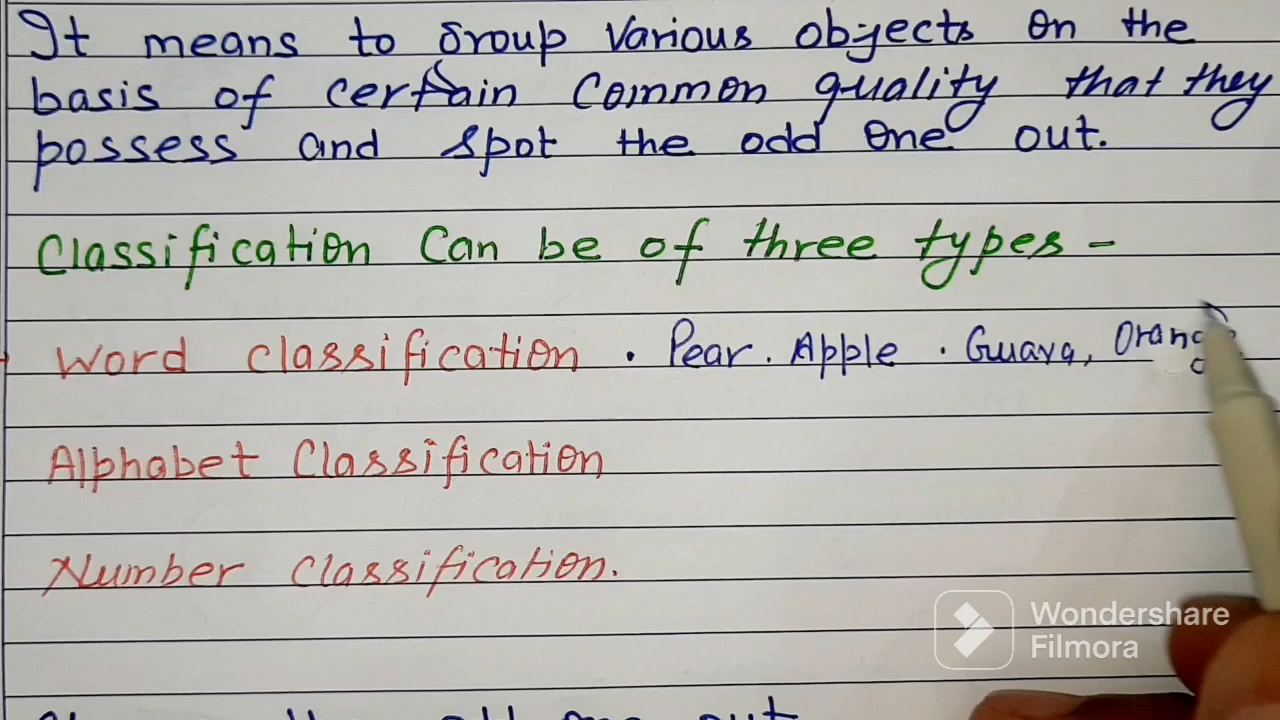 It means to Group various objects on the
basis of certain Common quality that they
possess and spot the odd one out.
Classification Can be of three types -
Word classification . Pear . Apple . Guava, Orang
Alphabet Classification
Number Classification.
Wondershare
Filmora
out